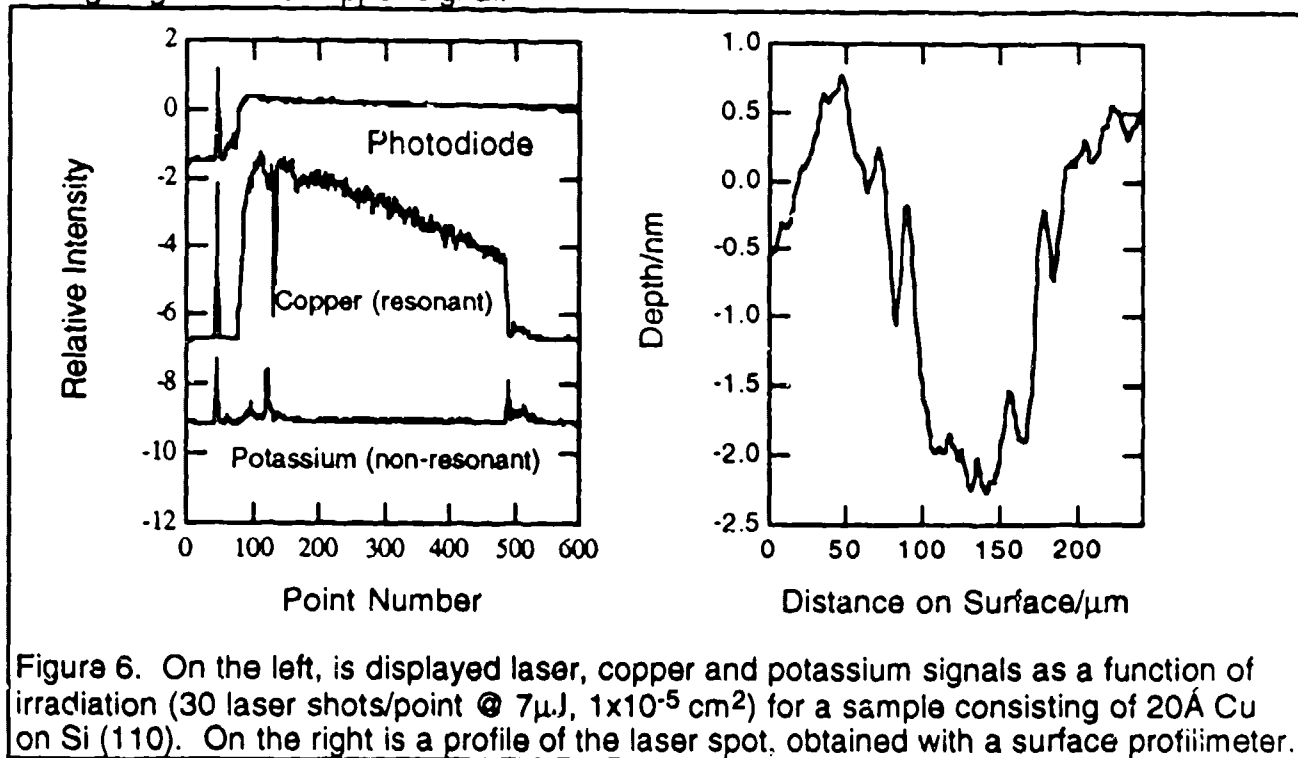 2
0
-2
-4
-6
-8
-10
-12
Relative Intensity
Photodiode
Copper (resonant)
Potassium (non-resonant)
0 100 200 300 400 500 600
Point Number
1.0
0.5
0.0
-0.5
-1.0
-1.5
-2.0
-2.5
Depth/nm
0 50 100 150 200
Distance on Surface/µm
Figure 6. On the left, is displayed laser, copper and potassium signals as a function of
irradiation (30 laser shots/point @ 7µJ, 1x10⁻⁵ cm²) for a sample consisting of 20Å Cu
on Si (110). On the right is a profile of the laser spot, obtained with a surface profilimeter.